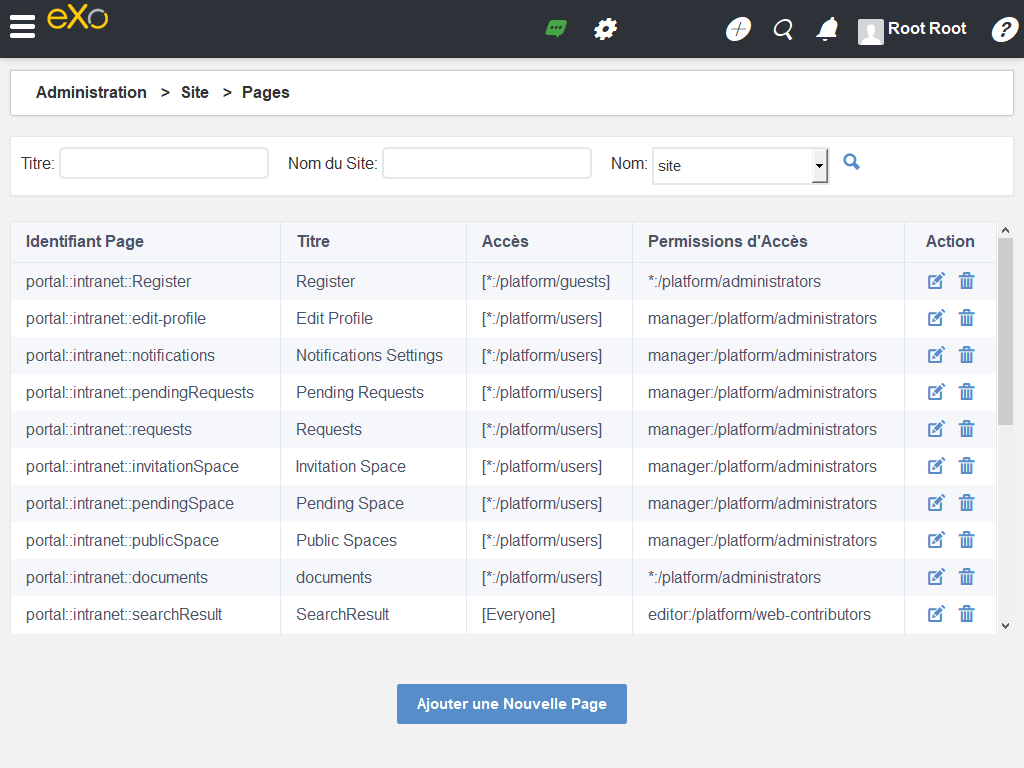 eXo
Root Root
?
Administration > Site > Pages
Titre: Nom du Site: Nom: site
Identifiant Page Titre Accès Permissions d'Accès Action
portal::intranet::Register Register [*:/platform/guests] *:/platform/administrators
portal::intranet::edit-profile Edit Profile [*:/platform/users] manager:/platform/administrators
portal::intranet::notifications Notifications Settings [*:/platform/users] manager:/platform/administrators
portal::intranet::pendingRequests Pending Requests [*:/platform/users] manager:/platform/administrators
portal::intranet::requests Requests [*:/platform/users] manager:/platform/administrators
portal::intranet::invitationSpace Invitation Space [*:/platform/users] manager:/platform/administrators
portal::intranet::pendingSpace Pending Space [*:/platform/users] manager:/platform/administrators
portal::intranet::publicSpace Public Spaces [*:/platform/users] manager:/platform/administrators
portal::intranet::documents documents [*:/platform/users] *:/platform/administrators
portal::intranet::searchResult SearchResult [Everyone] editor:/platform/web-contributors
Ajouter une Nouvelle Page